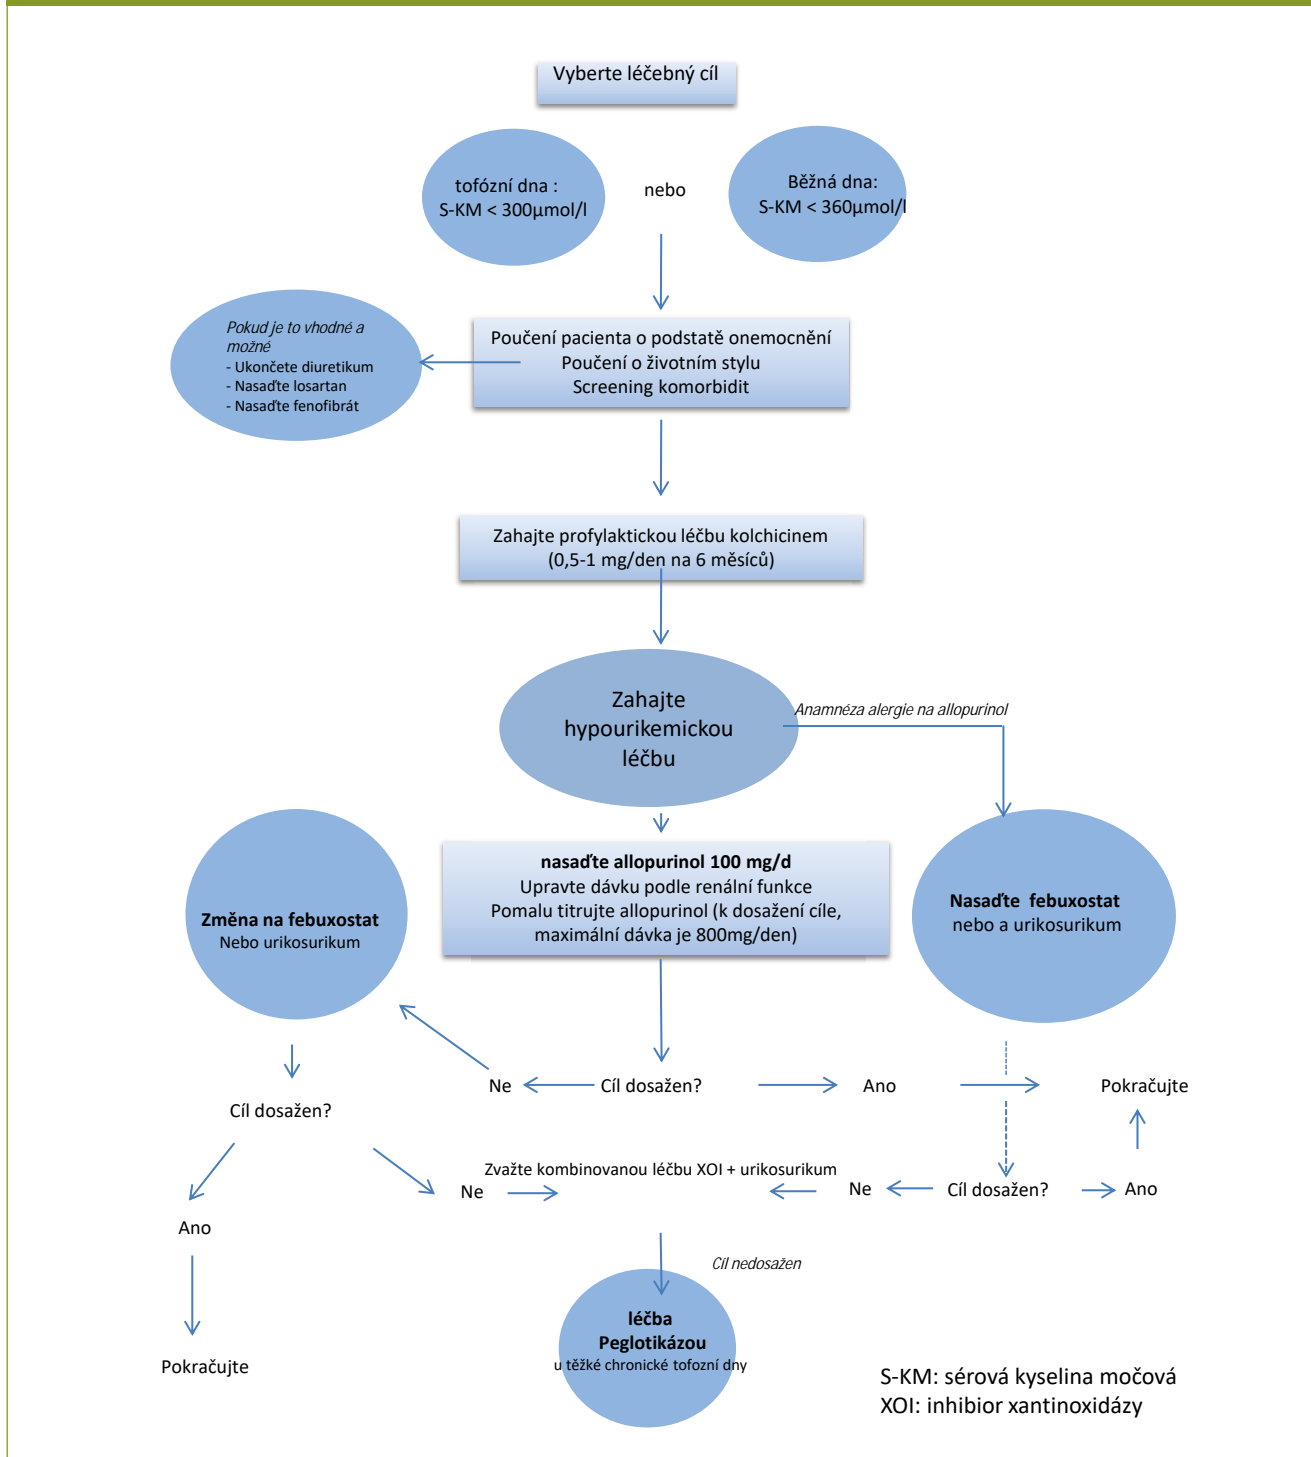 Vyberte léčebný cíl
tofózní dna :
S-KM < 300µmol/l
nebo
Běžná dna:
S-KM < 360µmol/l
Pokud je to vhodné a
možné
- Ukončete diuretikum
- Nasaďte losartan
- Nasaďte fenofibrát
Poučení pacienta o podstatě onemocnění
Poučení o životním stylu
Screening komorbidit
Zahajte profylaktickou léčbu kolchicinem
(0,5-1 mg/den na 6 měsíců)
Zahajte
hypourikemickou
léčbu
Anamnéza alergie na allopurinol
nasaďte allopurinol 100 mg/d
Upravte dávku podle renální funkce
Pomalu titrujte allopurinol (k dosažení cíle,
maximální dávka je 800mg/den)
Změna na febuxostat
Nebo urikosurikum
Nasaďte febuxostat
nebo a urikosurikum
Ne
Cíl dosažen?
Ano
Pokračujte
Cíl dosažen?
Zvažte kombinovanou léčbu XOI + urikosurikum
Ne
Ne
Cíl dosažen?
Ano
Ano
Cíl nedosažen
léčba
Peglotikázou
u těžké chronické tofozní dny
Pokračujte
S-KM: sérová kyselina močová
XOI: inhibior xantinoxidázy